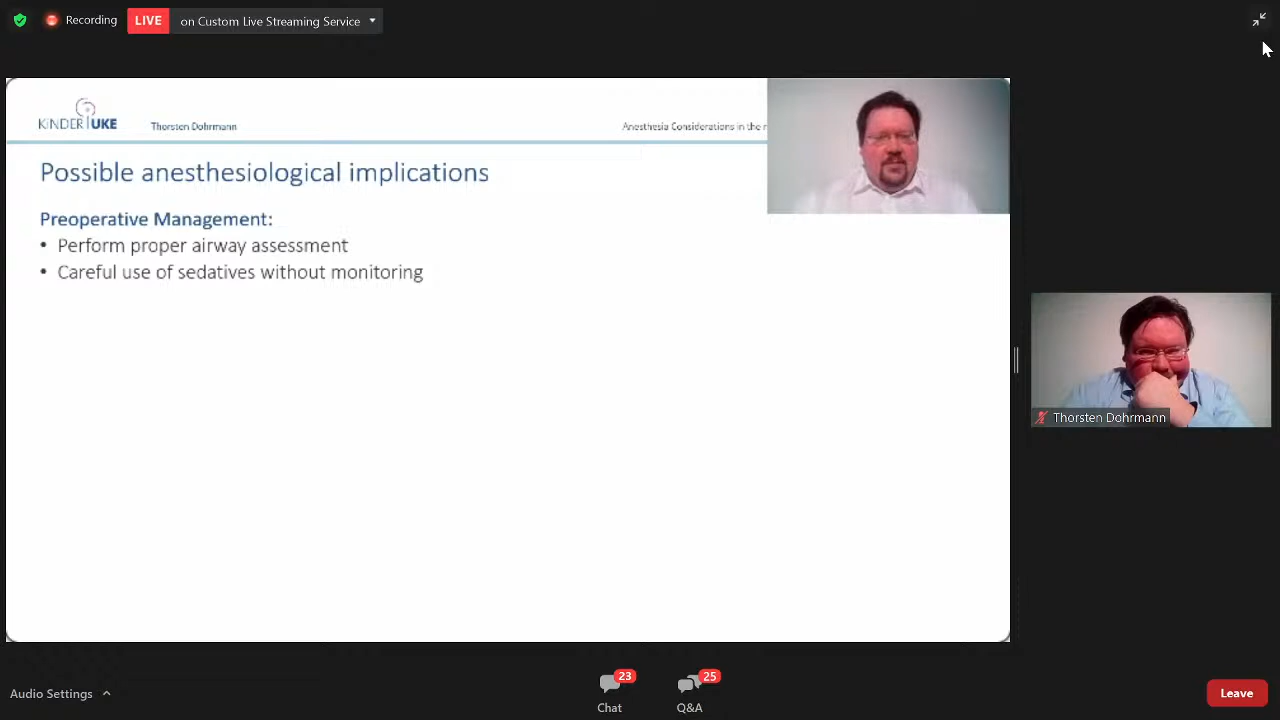 Recording
LIVE
on Custom Live Streaming Service
KINDER UKE
Thorsten Dohrmann
Anesthesia Considerations in the
Possible anesthesiological implications
Preoperative Management:
• Perform proper airway assessment
• Careful use of sedatives without monitoring
Thorsten Dohrmann
Audio Settings
23
Chat
25
Q&A
Leave